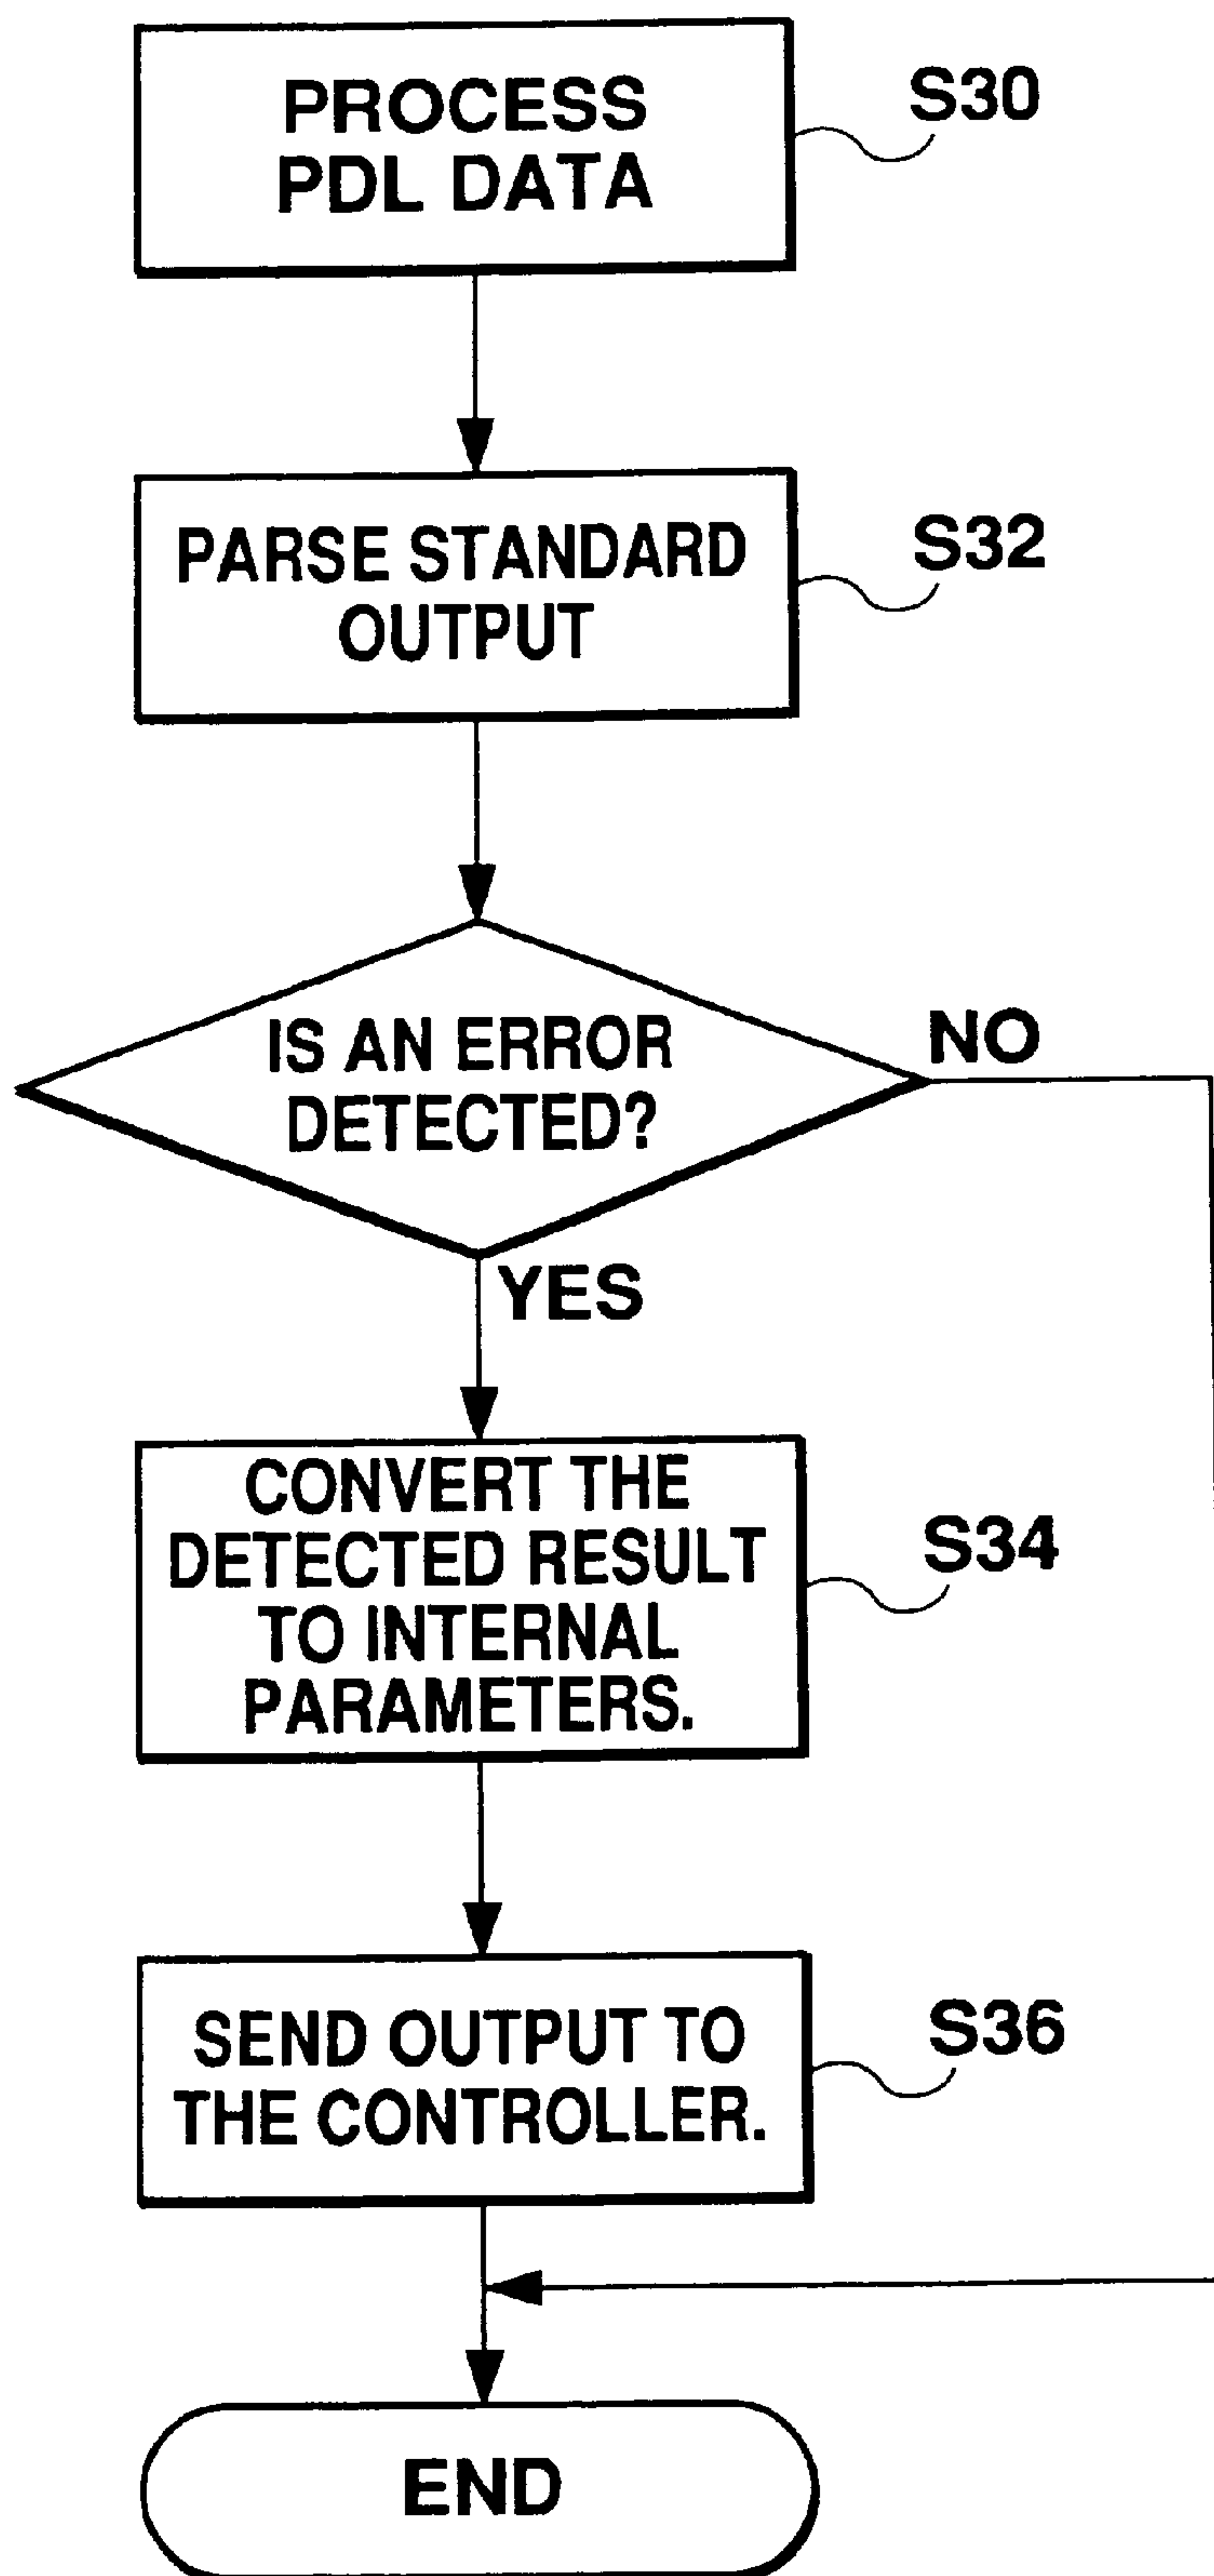 PROCESS
PDL DATA
S30
PARSE STANDARD
OUTPUT
S32
IS AN ERROR
DETECTED?
NO
YES
CONVERT THE
DETECTED RESULT
TO INTERNAL
PARAMETERS.
S34
SEND OUTPUT TO
THE CONTROLLER.
S36
END